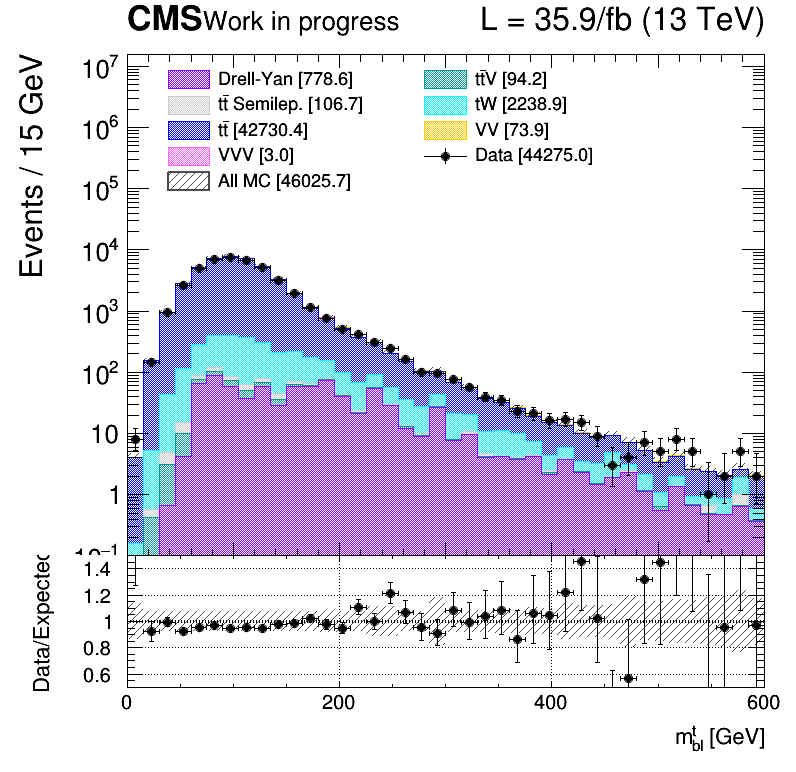 CMS Work in progress L = 35.9/fb (13 TeV)
Events / 15 GeV
10⁷
10⁶
10⁵
10⁴
10³
10²
10
1
10⁻¹
Drell-Yan [778.6]
tt̄ Semilep. [106.7]
tt̄ [42730.4]
VVV [3.0]
All MC [46025.7]
tt̄V [94.2]
tW [2238.9]
VV [73.9]
Data [44275.0]
Data/Expected
1.4
1.2
1
0.8
0.6
0 200 400 600
mᵗbl [GeV]